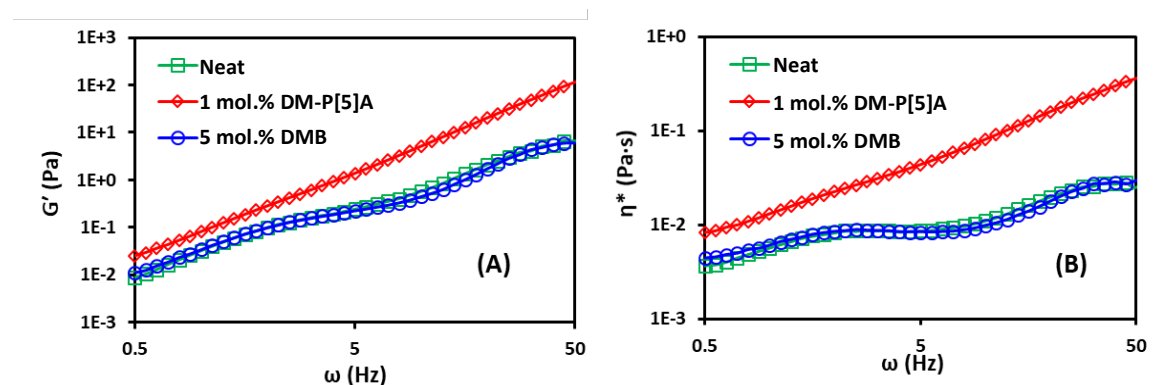 G′ (Pa)
1E+3
1E+2
1E+1
1E+0
1E-1
1E-2
1E-3
Neat
1 mol.% DM-P[5]A
5 mol.% DMB
(A)
0.5
5
50
ω (Hz)
η* (Pa·s)
1E+0
1E-1
1E-2
1E-3
Neat
1 mol.% DM-P[5]A
5 mol.% DMB
(B)
0.5
5
50
ω (Hz)